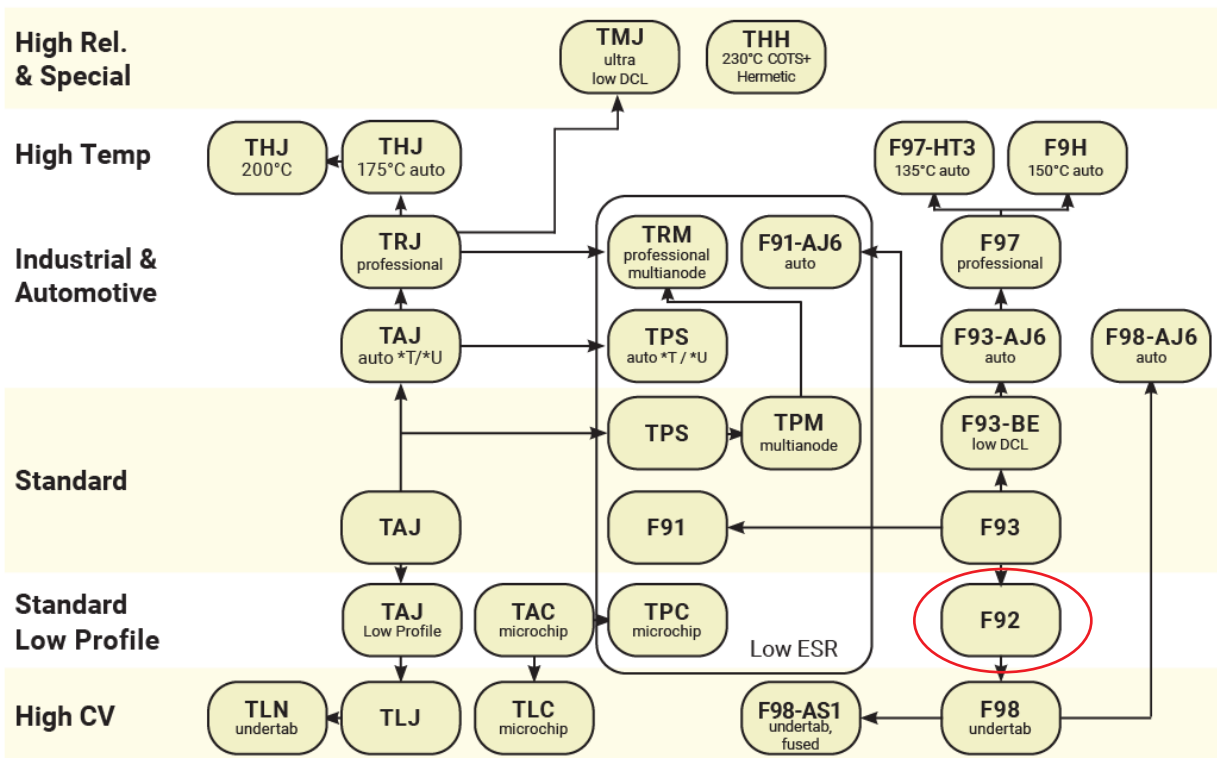 High Rel.
& Special
TMJ
ultra
low DCL
THH
230°C COTS+
Hermetic
High Temp
THJ
200°C
THJ
175°C auto
F97-HT3
135°C auto
F9H
150°C auto
Industrial &
Automotive
TRJ
professional
TRM
professional
multianode
F91-AJ6
auto
F97
professional
TAJ
auto *T/*U
TPS
auto *T / *U
F93-AJ6
auto
F98-AJ6
auto
Standard
TPS
TPM
multianode
F93-BE
low DCL
TAJ
F91
F93
Standard
Low Profile
TAJ
Low Profile
TAC
microchip
TPC
microchip
Low ESR
F92
High CV
TLN
undertab
TLJ
TLC
microchip
F98-AS1
undertab,
fused
F98
undertab